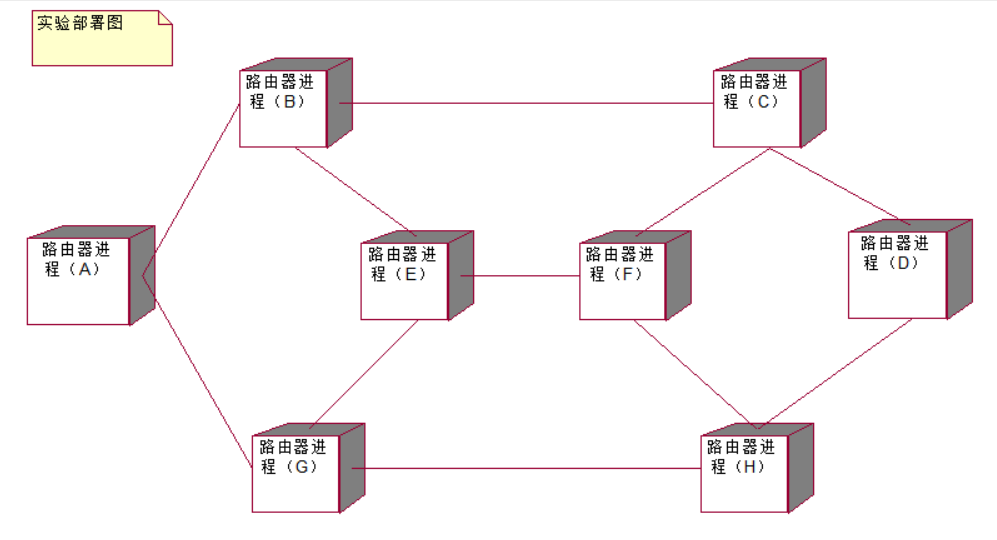 实验部署图
路由器进
程（B）
路由器进
程（C）
路由器进
程（A）
路由器进
程（E）
路由器进
程（F）
路由器进
程（D）
路由器进
程（G）
路由器进
程（H）